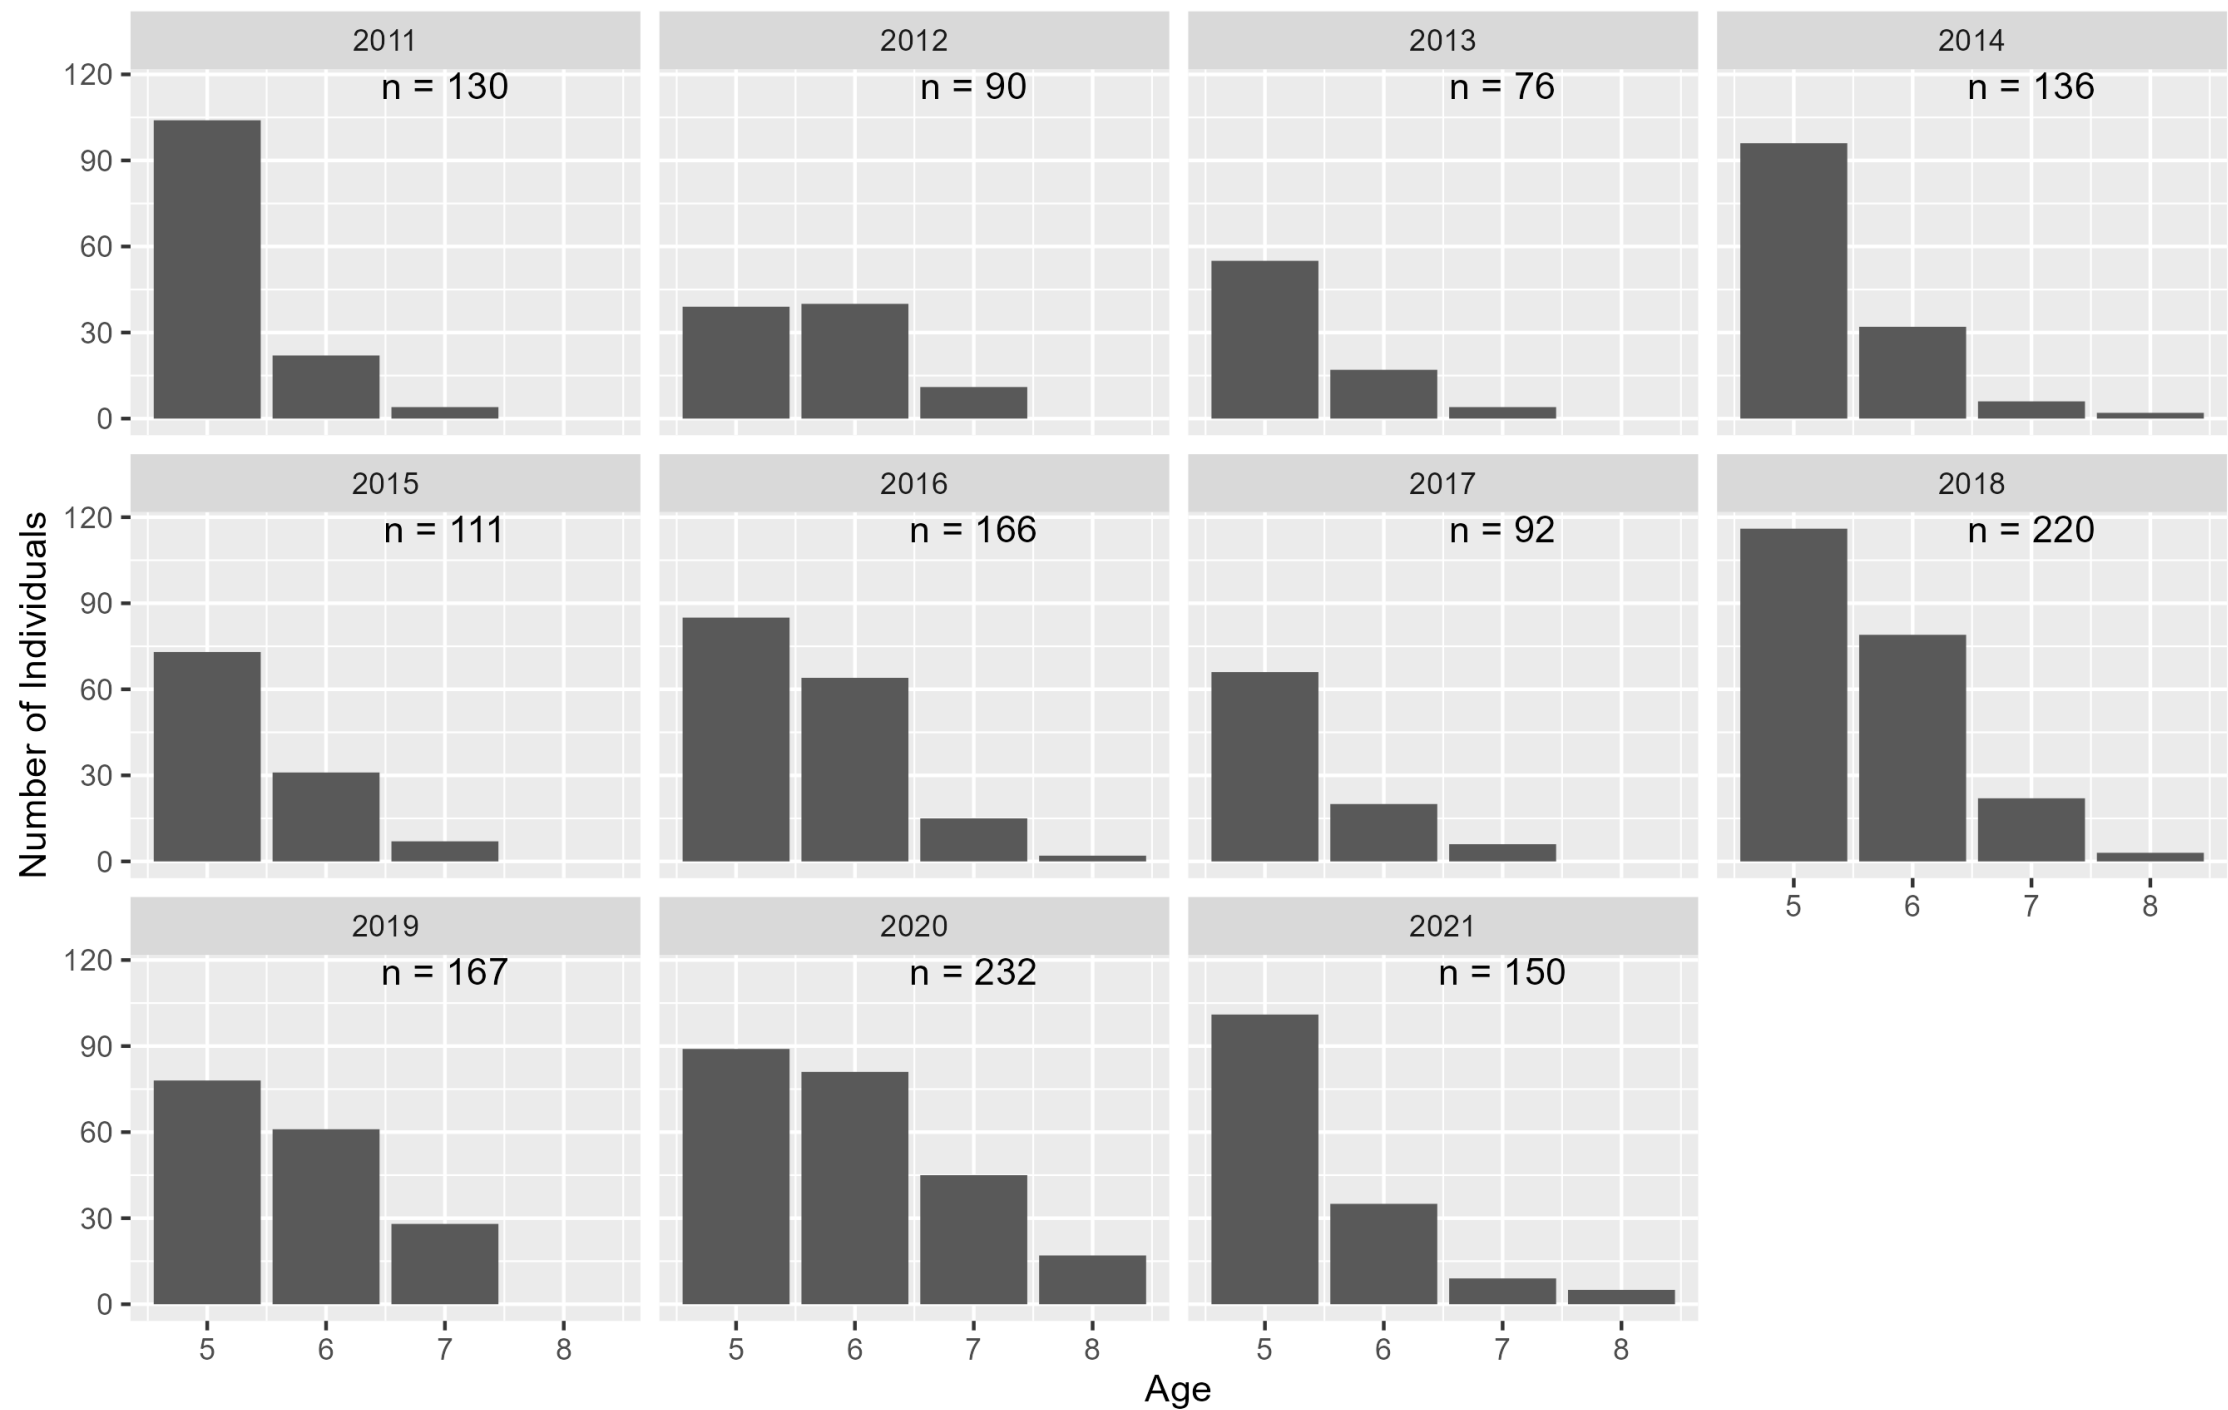 2011 2012 2013 2014
120 n = 130 n = 90 n = 76 n = 136
90
60
30
0
2015 2016 2017 2018
120 n = 111 n = 166 n = 92 n = 220
90
60
30
0
5 6 7 8
2019 2020 2021
120 n = 167 n = 232 n = 150
90
60
30
0
5 6 7 8 5 6 7 8 5 6 7 8
Age
Number of Individuals